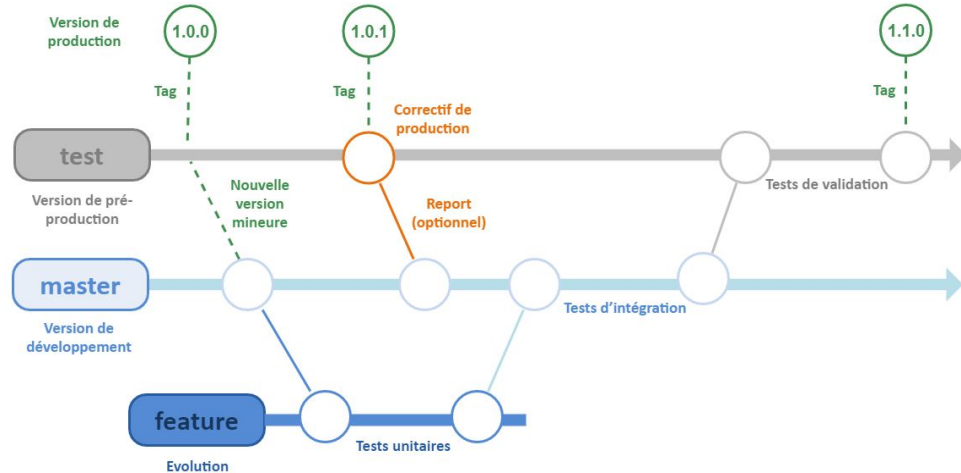 Version de
production
1.0.0
1.0.1
1.1.0
Tag
Tag
Tag
Correctif de
production
test
Version de pré-
production
Nouvelle
version
mineure
Report
(optionnel)
Tests de validation
master
Version de
développement
Tests d'intégration
feature
Evolution
Tests unitaires